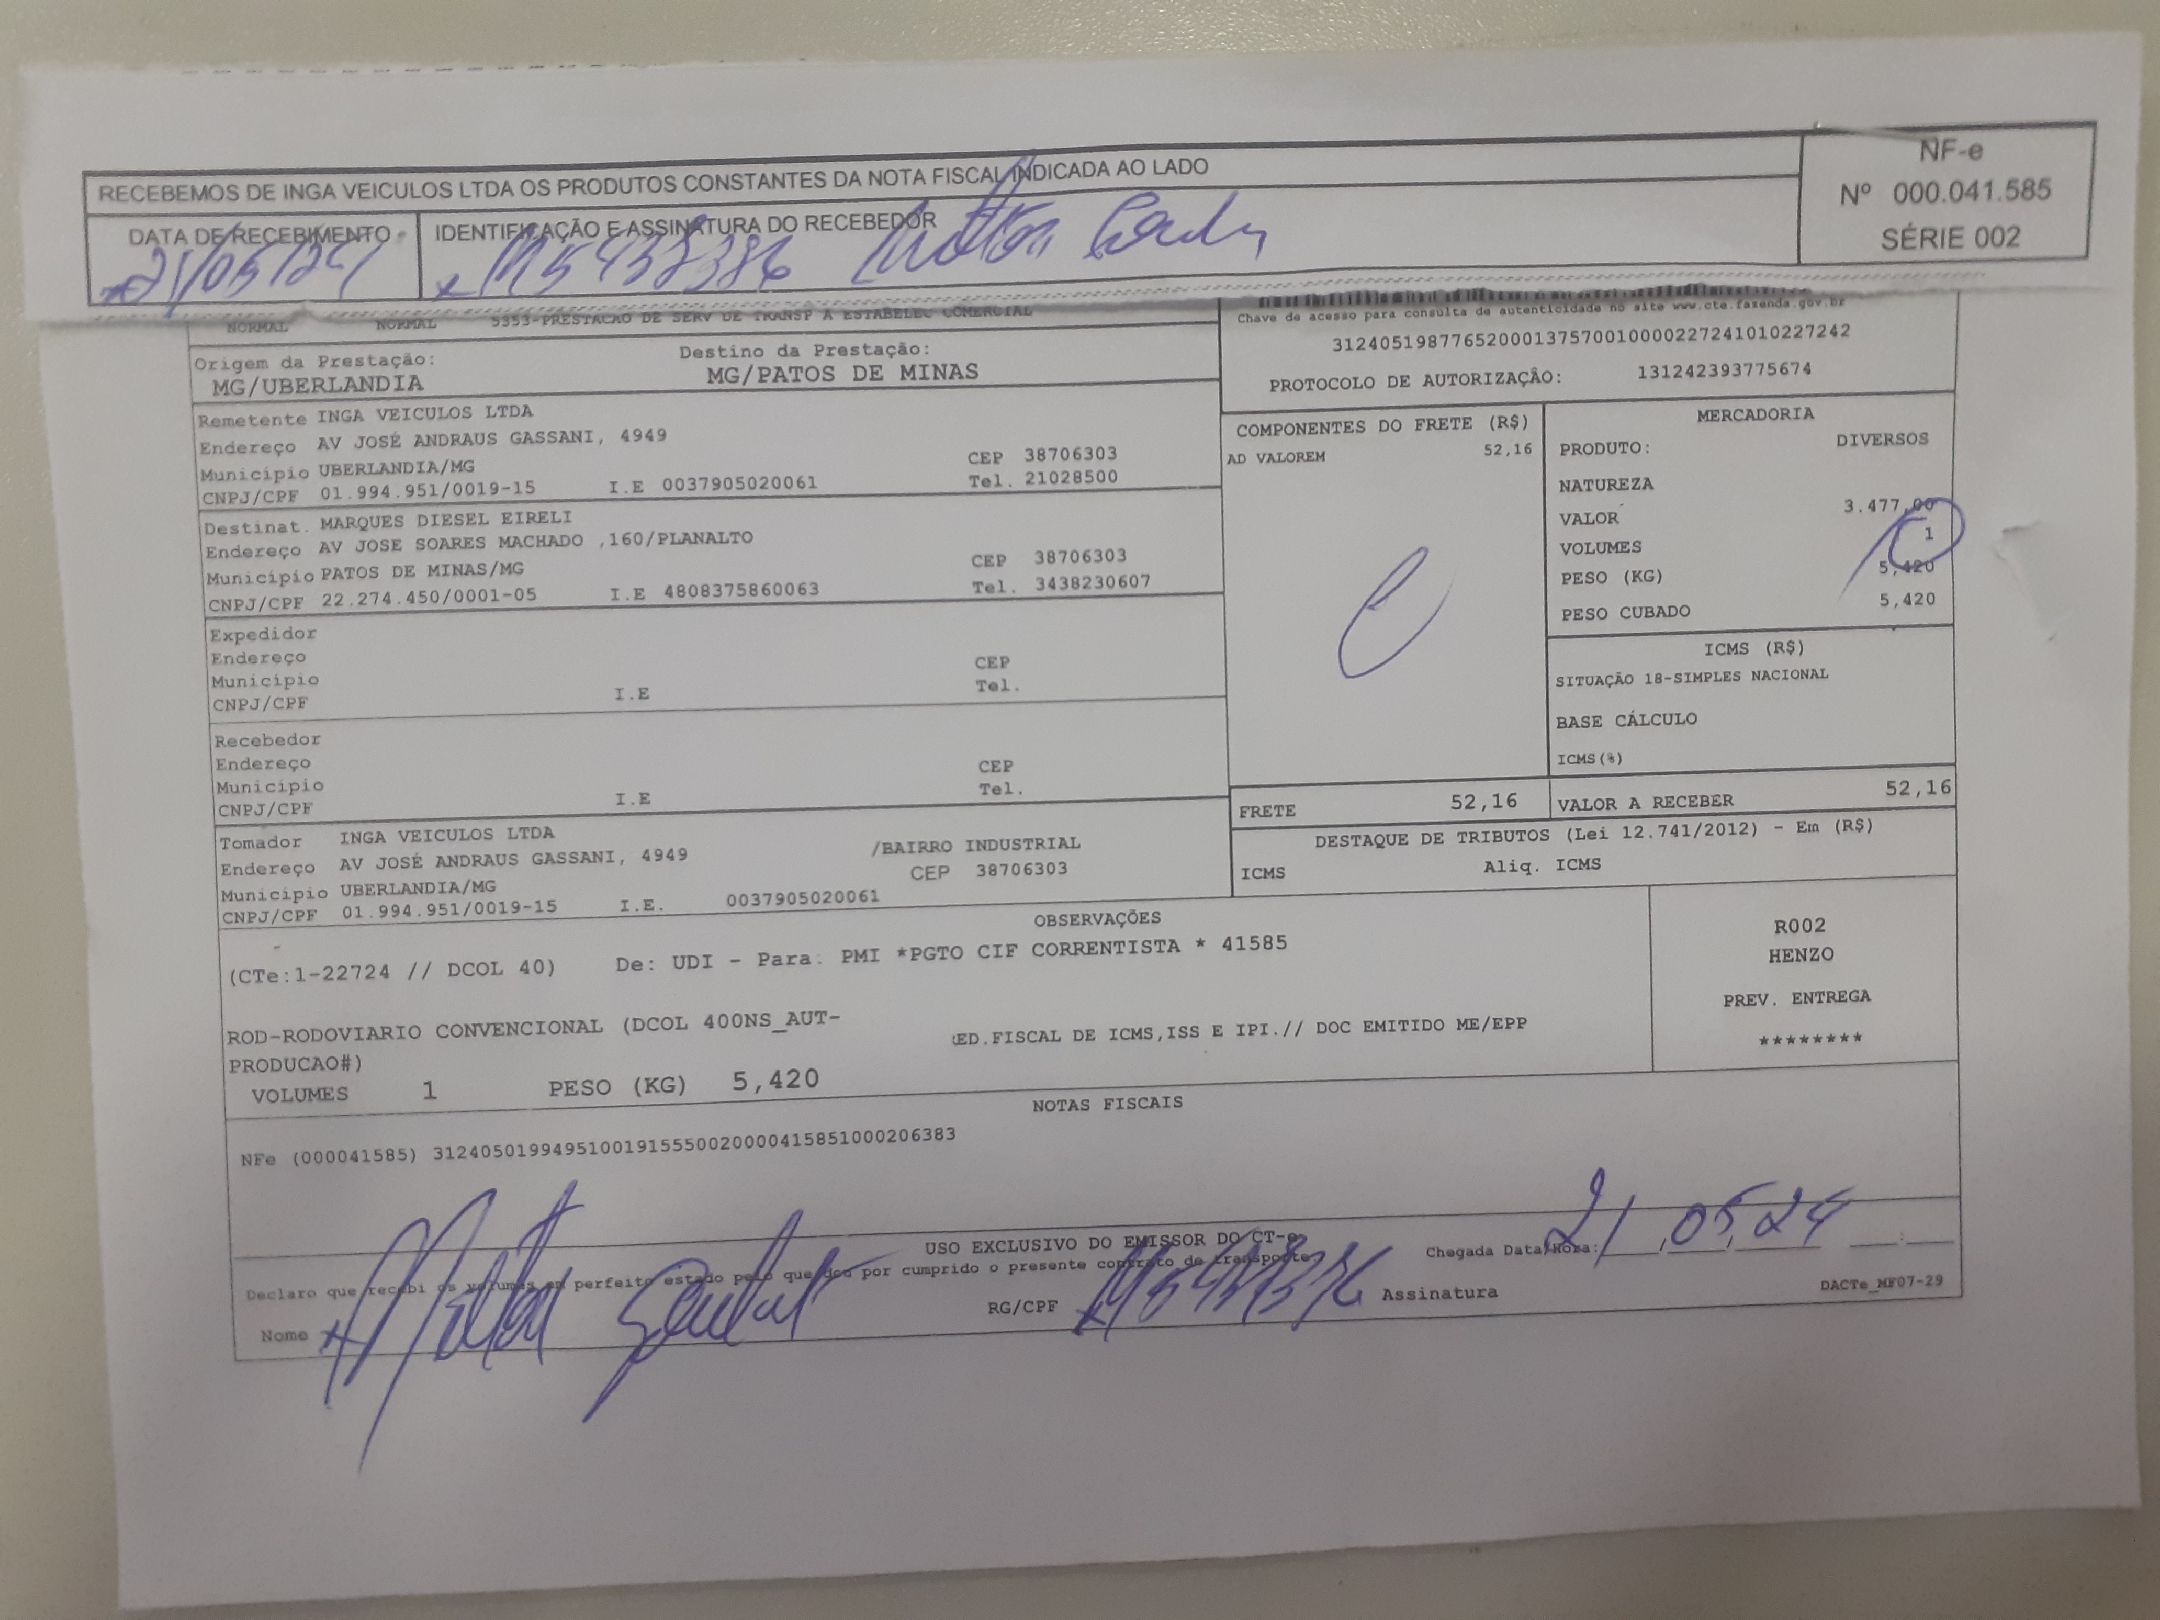 RECEBEMOS DE INGA VEICULOS LTDA OS PRODUTOS CONSTANTES DA NOTA FISCAL INDICADA AO LADO
NF-e
Nº 000.041.585
SÉRIE 002
DATA DE RECEBIMENTO
21/05/24
IDENTIFICAÇÃO E ASSINATURA DO RECEBEDOR
NORMAL NORMAL 5353-PRESTACAO DE SERV DE TRANSP A ESTABELEC COMERCIAL
Chave de acesso para consulta de autenticidade no site www.cte.fazenda.gov.br
31240519877652000137570010000227241010227242
PROTOCOLO DE AUTORIZAÇÃO: 131242393775674
Origem da Prestação: Destino da Prestação:
MG/UBERLANDIA MG/PATOS DE MINAS
Remetente INGA VEICULOS LTDA
Endereço AV JOSÉ ANDRAUS GASSANI, 4949
Município UBERLANDIA/MG CEP 38706303
CNPJ/CPF 01.994.951/0019-15 I.E 0037905020061 Tel. 21028500
Destinat. MARQUES DIESEL EIRELI
Endereço AV JOSE SOARES MACHADO ,160/PLANALTO
Município PATOS DE MINAS/MG CEP 38706303
CNPJ/CPF 22.274.450/0001-05 I.E 4808375860063 Tel. 3438230607
Expedidor
Endereço
Município CEP
CNPJ/CPF I.E Tel.
Recebedor
Endereço
Município CEP
CNPJ/CPF I.E Tel.
Tomador INGA VEICULOS LTDA
Endereço AV JOSÉ ANDRAUS GASSANI, 4949 /BAIRRO INDUSTRIAL
Município UBERLANDIA/MG CEP 38706303
CNPJ/CPF 01.994.951/0019-15 I.E. 0037905020061
COMPONENTES DO FRETE (R$)
AD VALOREM 52,16
MERCADORIA
PRODUTO: DIVERSOS
NATUREZA
VALOR 3.477,00
VOLUMES 1
PESO (KG) 5,420
PESO CUBADO 5,420
ICMS (R$)
SITUAÇÃO 18-SIMPLES NACIONAL
BASE CÁLCULO
ICMS(%)
FRETE 52,16 VALOR A RECEBER 52,16
DESTAQUE DE TRIBUTOS (Lei 12.741/2012) - Em (R$)
ICMS Aliq. ICMS
OBSERVAÇÕES
(CTe:1-22724 // DCOL 40) De: UDI - Para: PMI *PGTO CIF CORRENTISTA * 41585
ROD-RODOVIARIO CONVENCIONAL (DCOL 400NS_AUT-
PRODUCAO#)
ED.FISCAL DE ICMS,ISS E IPI.// DOC EMITIDO ME/EPP
VOLUMES 1 PESO (KG) 5,420
R002
HENZO
PREV. ENTREGA
********
NOTAS FISCAIS
NFe (000041585) 31240501994951001915550020000415851000206383
USO EXCLUSIVO DO EMISSOR DO CT-e
Declaro que recebi os volumes em perfeito estado pelo que dou por cumprido o presente contrato de transporte.
Chegada Data/Hora: 21,05,24 :
Nome RG/CPF Assinatura
DACTe_MF07-29